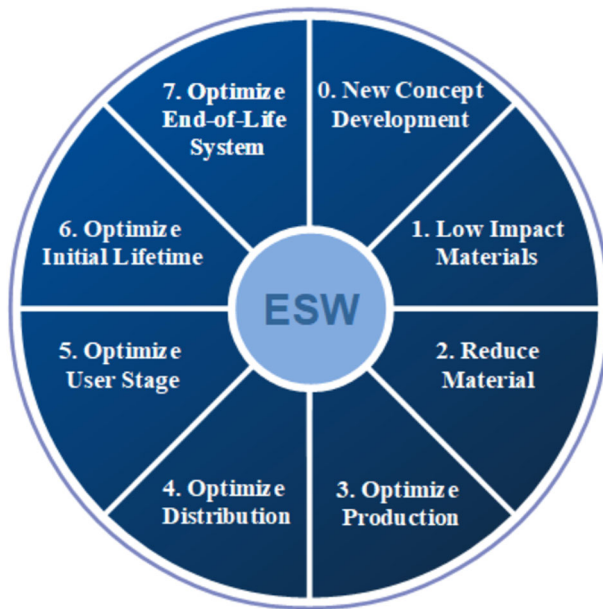 0. New Concept
Development
1. Low Impact
Materials
2. Reduce
Material
3. Optimize
Production
4. Optimize
Distribution
5. Optimize
User Stage
6. Optimize
Initial Lifetime
7. Optimize
End-of-Life
System
ESW